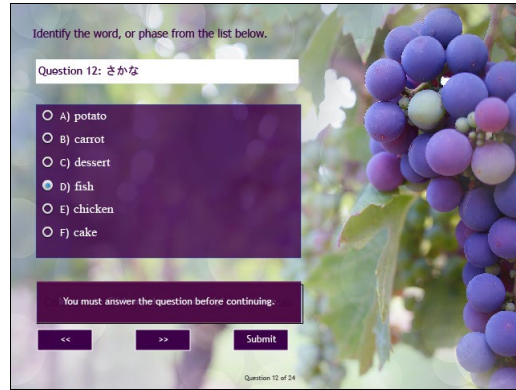 Identify the word, or phase from the list below.
Question 12: さかな
A) potato
B) carrot
C) dessert
D) fish
E) chicken
F) cake
You must answer the question before continuing.
<< >> Submit
Question 12 of 24